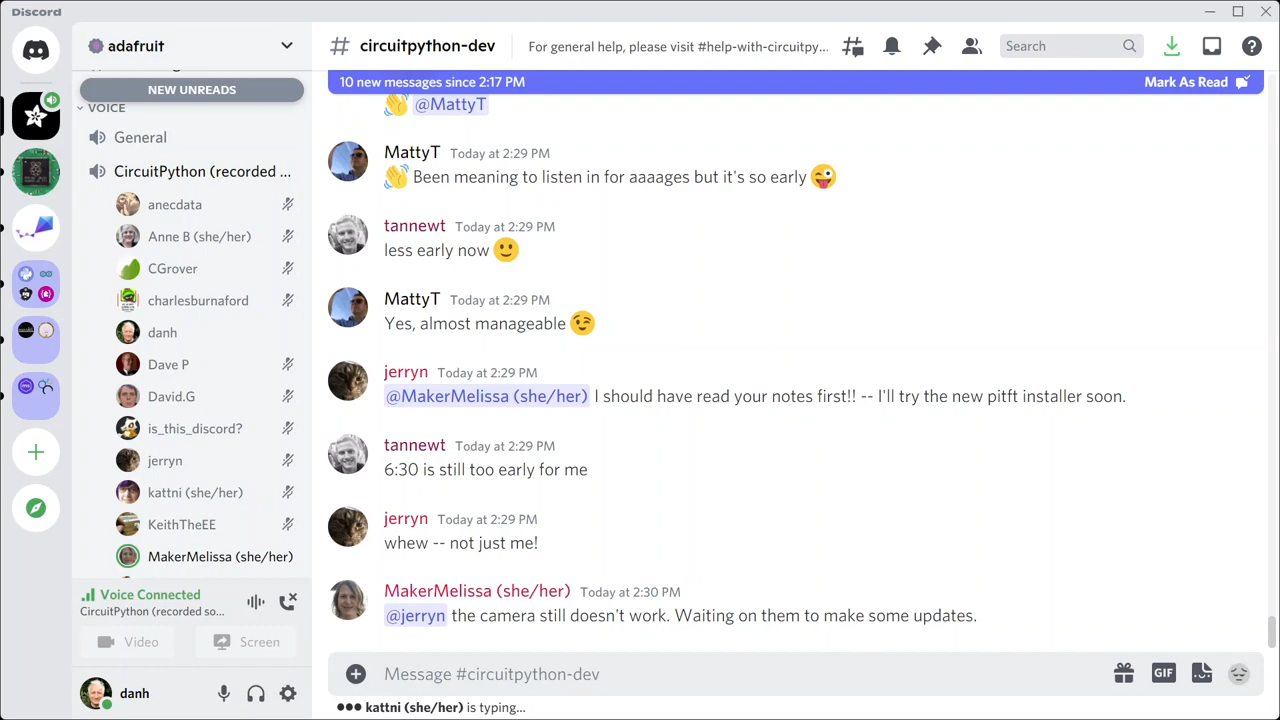 Discord
adafruit
NEW UNREADS
VOICE
General
CircuitPython (recorded ...
anecdata
Anne B (she/her)
CGrover
charlesburnaford
danh
Dave P
David.G
is_this_discord?
jerryn
kattni (she/her)
KeithTheEE
MakerMelissa (she/her)
Voice Connected
CircuitPython (recorded so...
Video
Screen
danh
# circuitpython-dev
For general help, please visit #help-with-circuitpy...
Search
10 new messages since 2:17 PM
Mark As Read
@MattyT
MattyT Today at 2:29 PM
Been meaning to listen in for aaaages but it's so early
tannewt Today at 2:29 PM
less early now
MattyT Today at 2:29 PM
Yes, almost manageable
jerryn Today at 2:29 PM
@MakerMelissa (she/her) I should have read your notes first!! -- I'll try the new pitft installer soon.
tannewt Today at 2:29 PM
6:30 is still too early for me
jerryn Today at 2:29 PM
whew -- not just me!
MakerMelissa (she/her) Today at 2:30 PM
@jerryn the camera still doesn't work. Waiting on them to make some updates.
Message #circuitpython-dev
GIF
kattni (she/her) is typing...